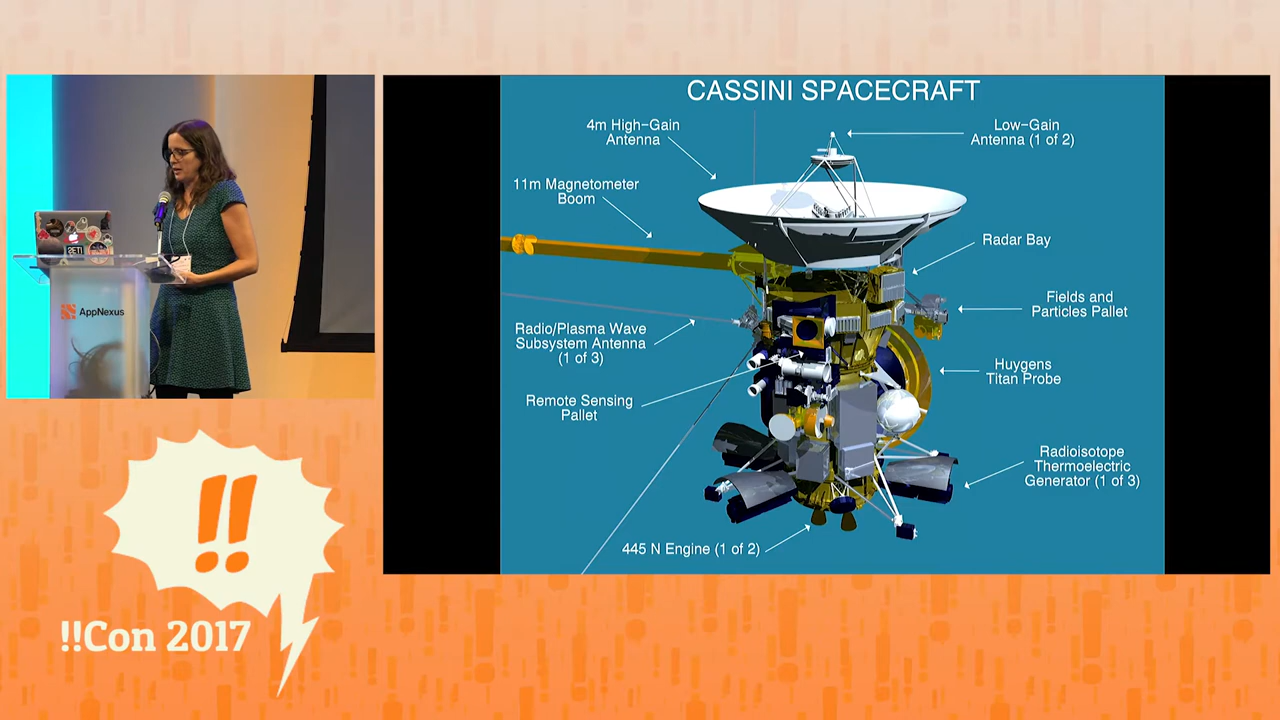 CASSINI SPACECRAFT
4m High-Gain
Antenna
Low-Gain
Antenna (1 of 2)
11m Magnetometer
Boom
Radar Bay
Fields and
Particles Pallet
Radio/Plasma Wave
Subsystem Antenna
(1 of 3)
Huygens
Titan Probe
Remote Sensing
Pallet
Radioisotope
Thermoelectric
Generator (1 of 3)
445 N Engine (1 of 2)
SETI
AppNexus
!!
!!Con 2017